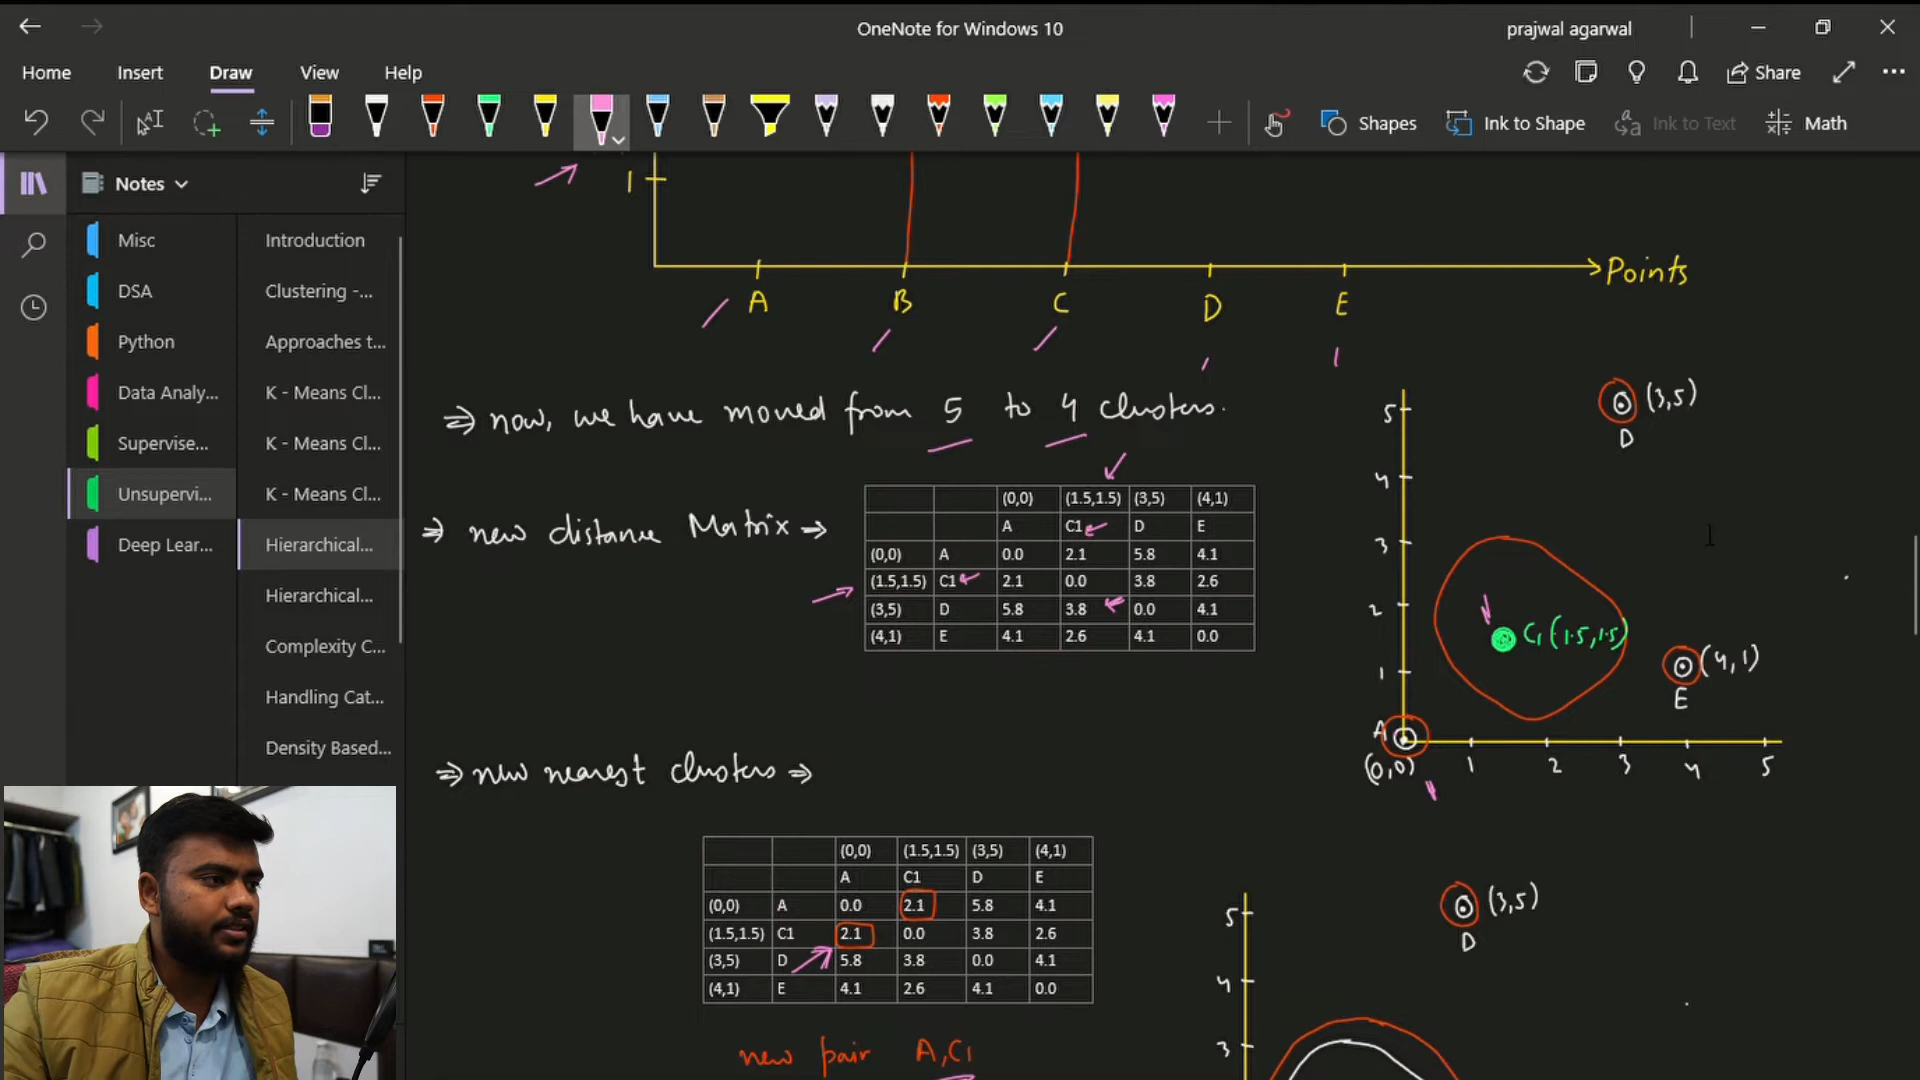 OneNote for Windows 10
prajwal agarwal
Home Insert Draw View Help
Share
Shapes Ink to Shape Ink to Text Math
Notes
Misc
DSA
Python
Data Analy...
Supervise...
Unsupervi...
Deep Lear...
Introduction
Clustering -...
Approaches t...
K - Means Cl...
K - Means Cl...
K - Means Cl...
Hierarchical...
Hierarchical...
Complexity C...
Handling Cat...
Density Based...
1
A B C D E
Points
⇒ now, we have moved from 5 to 4 clusters.
⇒ new distance Matrix ⇒
(0,0) (1.5,1.5) (3,5) (4,1)
A C1 D E
(0,0) A 0.0 2.1 5.8 4.1
(1.5,1.5) C1 2.1 0.0 3.8 2.6
(3,5) D 5.8 3.8 0.0 4.1
(4,1) E 4.1 2.6 4.1 0.0
5
4
3
2
1
(3,5)
D
C1 (1.5,1.5)
(4,1)
E
A
(0,0) 1 2 3 4 5
⇒ new nearest clusters ⇒
(0,0) (1.5,1.5) (3,5) (4,1)
A C1 D E
(0,0) A 0.0 2.1 5.8 4.1
(1.5,1.5) C1 2.1 0.0 3.8 2.6
(3,5) D 5.8 3.8 0.0 4.1
(4,1) E 4.1 2.6 4.1 0.0
new pair A,C1
5
4
3
(3,5)
D